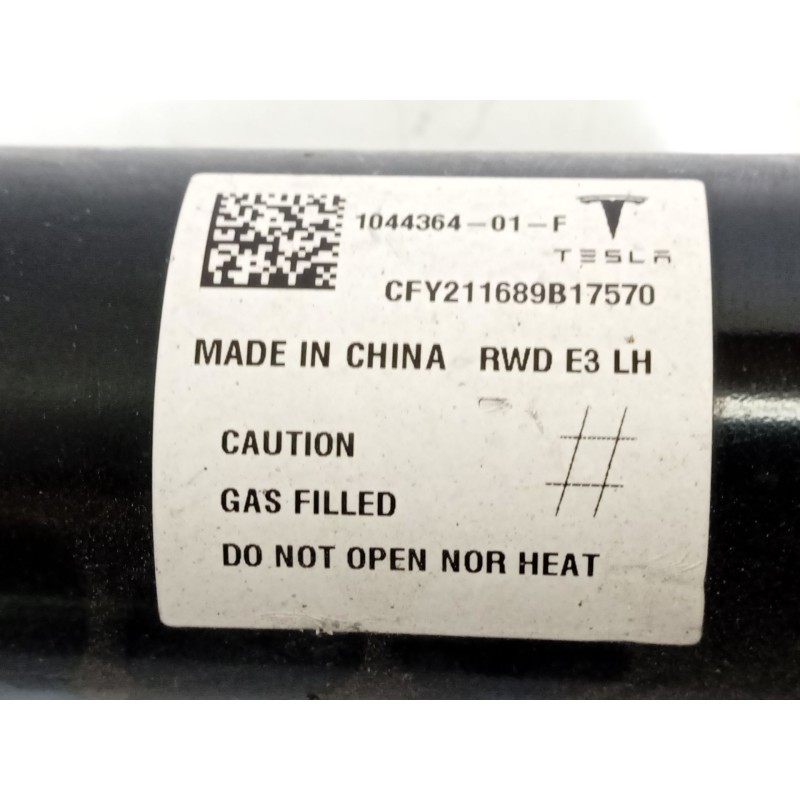 1044364-01-F
TESLA
CFY211689B17570
MADE IN CHINA RWD E3 LH
#
CAUTION
GAS FILLED
DO NOT OPEN NOR HEAT